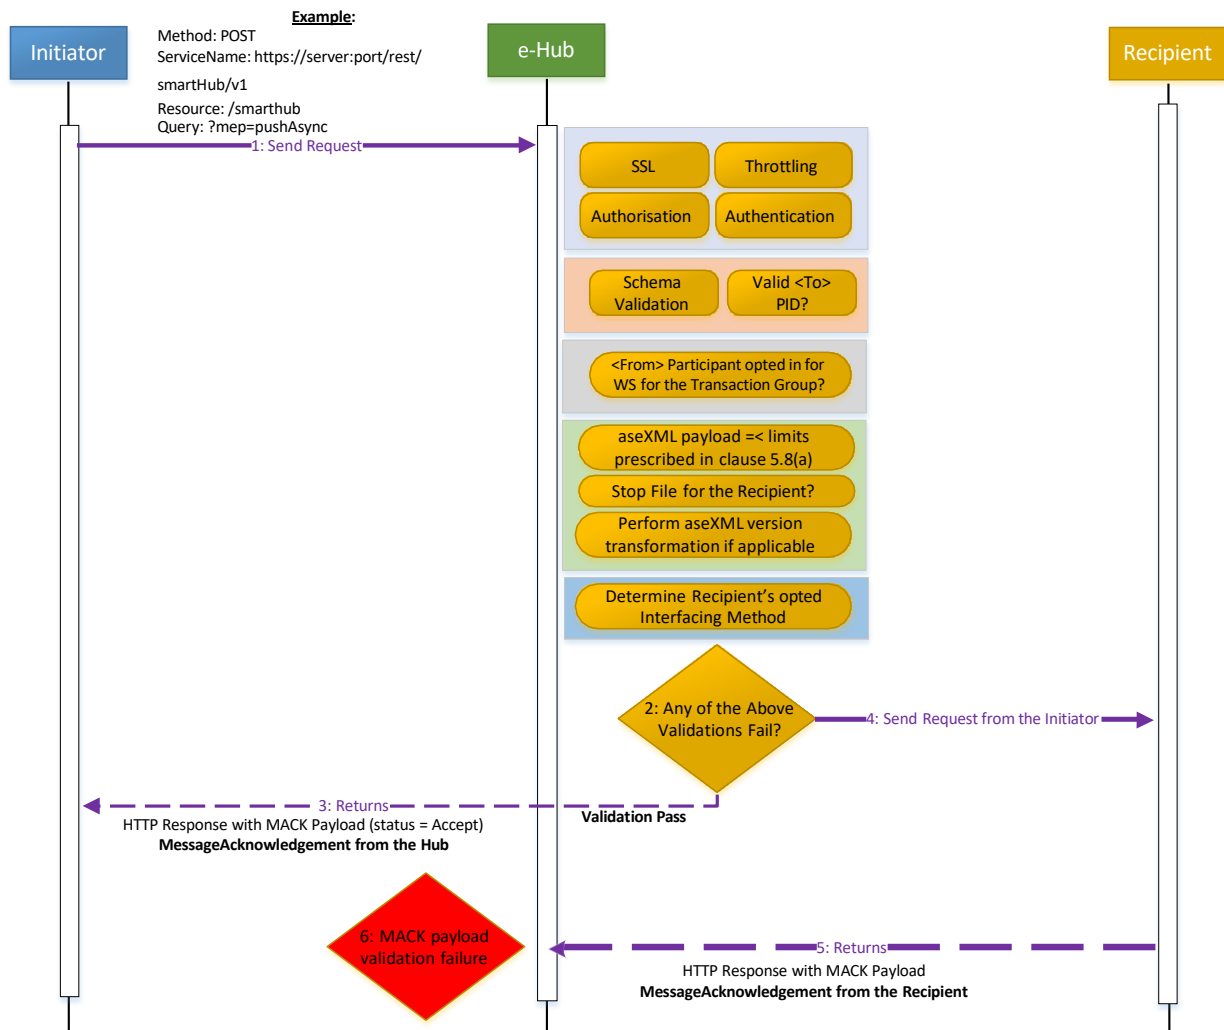 Example:
Method: POST
ServiceName: https://server:port/rest/
smartHub/v1
Resource: /smarthub
Query: ?mep=pushAsync
Initiator
e-Hub
Recipient
1: Send Request
SSL
Throttling
Authorisation
Authentication
Schema
Validation
Valid <To>
PID?
<From> Participant opted in for
WS for the Transaction Group?
aseXML payload =< limits
prescribed in clause 5.8(a)
Stop File for the Recipient?
Perform aseXML version
transformation if applicable
Determine Recipient’s opted
Interfacing Method
2: Any of the Above
Validations Fail?
4: Send Request from the Initiator
3: Returns
Validation Pass
HTTP Response with MACK Payload (status = Accept)
MessageAcknowledgement from the Hub
6: MACK payload
validation failure
5: Returns
HTTP Response with MACK Payload
MessageAcknowledgement from the Recipient